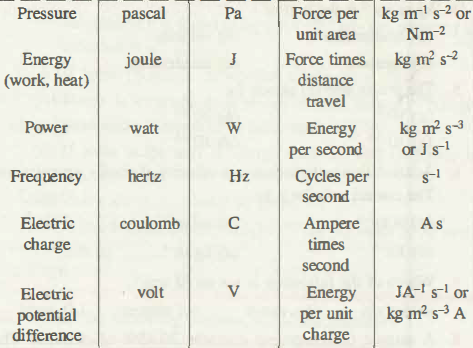 Pressure pascal Pa Force per kg m⁻¹ s⁻² or
unit area Nm⁻²
Energy joule J Force times kg m² s⁻²
(work, heat) distance
travel
Power watt W Energy kg m² s⁻³
per second or J s⁻¹
Frequency hertz Hz Cycles per s⁻¹
second
Electric coulomb C Ampere A s
charge times
second
Electric volt V Energy JA⁻¹ s⁻¹ or
potential per unit kg m² s⁻³ A
difference charge